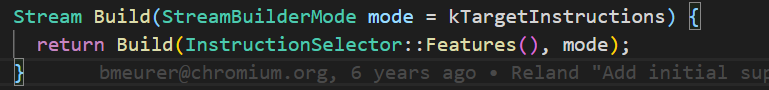 Stream Build(StreamBuilderMode mode = kTargetInstructions) {
return Build(InstructionSelector::Features(), mode);
} bmeurer@chromium.org, 6 years ago • Reland "Add initial sup